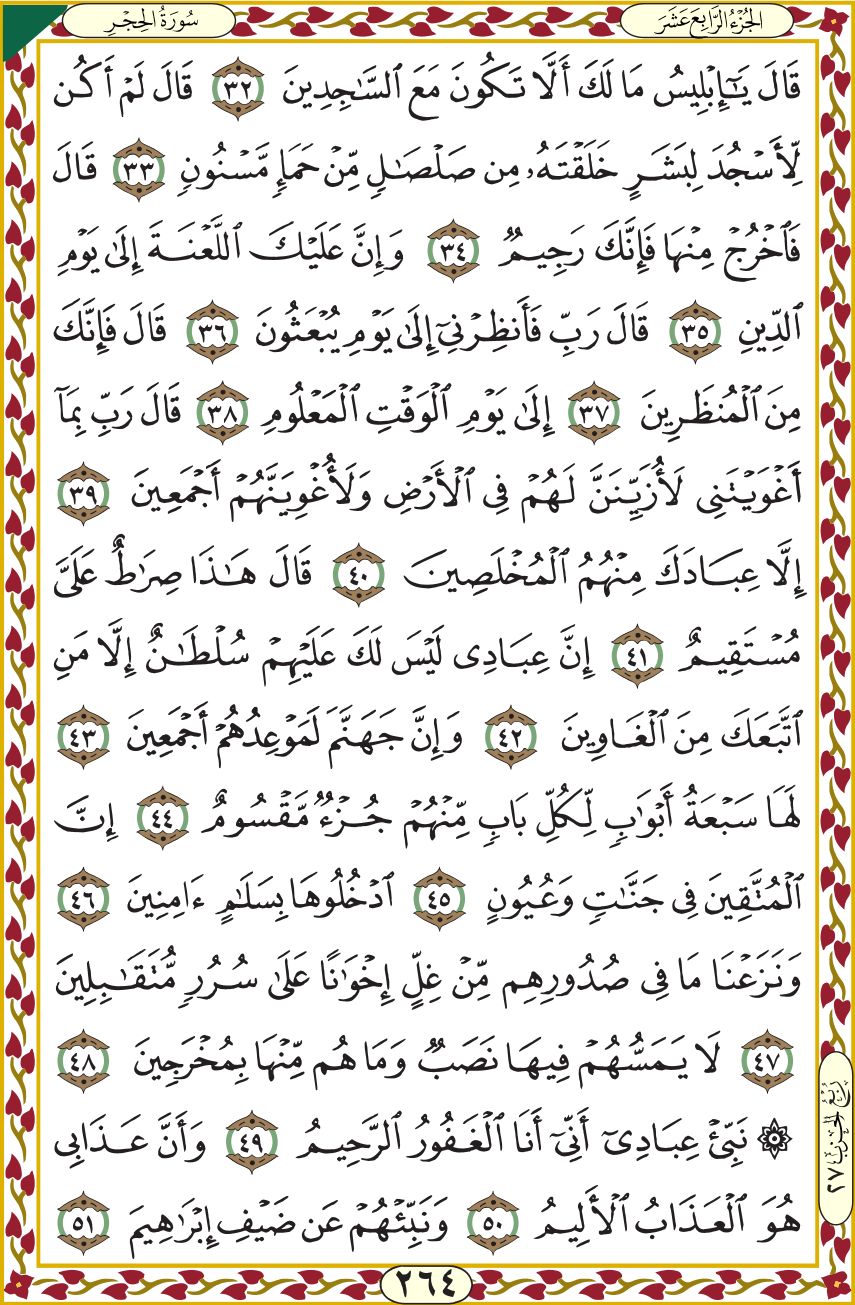 الجُزْءُ الرَّابِعَ عَشَرَ
سُورَةُ الحِجْرِ
قَالَ يَـٰٓإِبْلِيسُ مَا لَكَ أَلَّا تَكُونَ مَعَ ٱلسَّـٰجِدِينَ ٣٢ قَالَ لَمْ أَكُن
لِّأَسْجُدَ لِبَشَرٍ خَلَقْتَهُۥ مِن صَلْصَـٰلٍ مِّنْ حَمَإٍ مَّسْنُونٍ ٣٣ قَالَ
فَٱخْرُجْ مِنْهَا فَإِنَّكَ رَجِيمٌ ٣٤ وَإِنَّ عَلَيْكَ ٱللَّعْنَةَ إِلَىٰ يَوْمِ
ٱلدِّينِ ٣٥ قَالَ رَبِّ فَأَنظِرْنِىٓ إِلَىٰ يَوْمِ يُبْعَثُونَ ٣٦ قَالَ فَإِنَّكَ
مِنَ ٱلْمُنظَرِينَ ٣٧ إِلَىٰ يَوْمِ ٱلْوَقْتِ ٱلْمَعْلُومِ ٣٨ قَالَ رَبِّ بِمَآ
أَغْوَيْتَنِى لَأُزَيِّنَنَّ لَهُمْ فِى ٱلْأَرْضِ وَلَأُغْوِيَنَّهُمْ أَجْمَعِينَ ٣٩
إِلَّا عِبَادَكَ مِنْهُمُ ٱلْمُخْلَصِينَ ٤٠ قَالَ هَـٰذَا صِرَٰطٌ عَلَىَّ
مُسْتَقِيمٌ ٤١ إِنَّ عِبَادِى لَيْسَ لَكَ عَلَيْهِمْ سُلْطَـٰنٌ إِلَّا مَنِ
ٱتَّبَعَكَ مِنَ ٱلْغَاوِينَ ٤٢ وَإِنَّ جَهَنَّمَ لَمَوْعِدُهُمْ أَجْمَعِينَ ٤٣
لَهَا سَبْعَةُ أَبْوَٰبٍ لِّكُلِّ بَابٍ مِّنْهُمْ جُزْءٌ مَّقْسُومٌ ٤٤ إِنَّ
ٱلْمُتَّقِينَ فِى جَنَّـٰتٍ وَعُيُونٍ ٤٥ ٱدْخُلُوهَا بِسَلَـٰمٍ ءَامِنِينَ ٤٦
وَنَزَعْنَا مَا فِى صُدُورِهِم مِّنْ غِلٍّ إِخْوَٰنًا عَلَىٰ سُرُرٍ مُّتَقَـٰبِلِينَ
٤٧ لَا يَمَسُّهُمْ فِيهَا نَصَبٌ وَمَا هُم مِّنْهَا بِمُخْرَجِينَ ٤٨
۞ نَبِّئْ عِبَادِىٓ أَنِّىٓ أَنَا ٱلْغَفُورُ ٱلرَّحِيمُ ٤٩ وَأَنَّ عَذَابِى
هُوَ ٱلْعَذَابُ ٱلْأَلِيمُ ٥٠ وَنَبِّئْهُمْ عَن ضَيْفِ إِبْرَٰهِيمَ ٥١
رُبْعُ الحِزْبِ ٢٧
٢٦٤